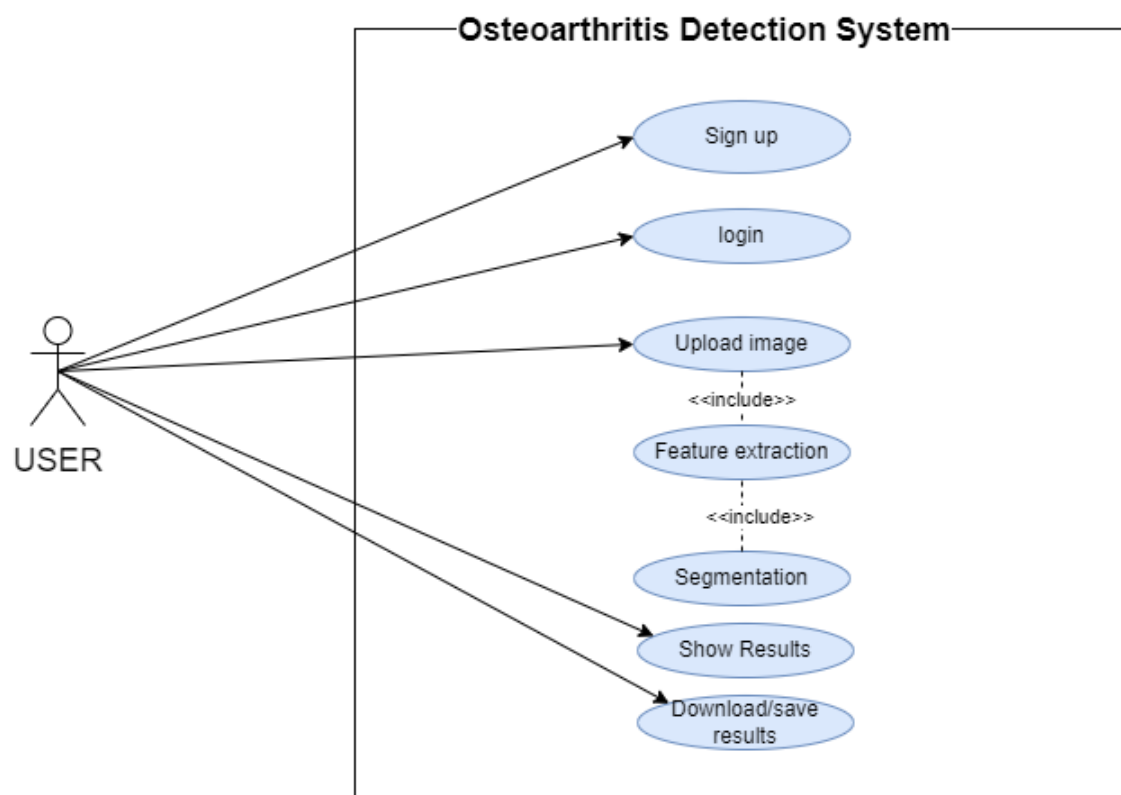 Osteoarthritis Detection System
Sign up
login
Upload image
<<include>>
Feature extraction
<<include>>
Segmentation
Show Results
Download/save
results
USER